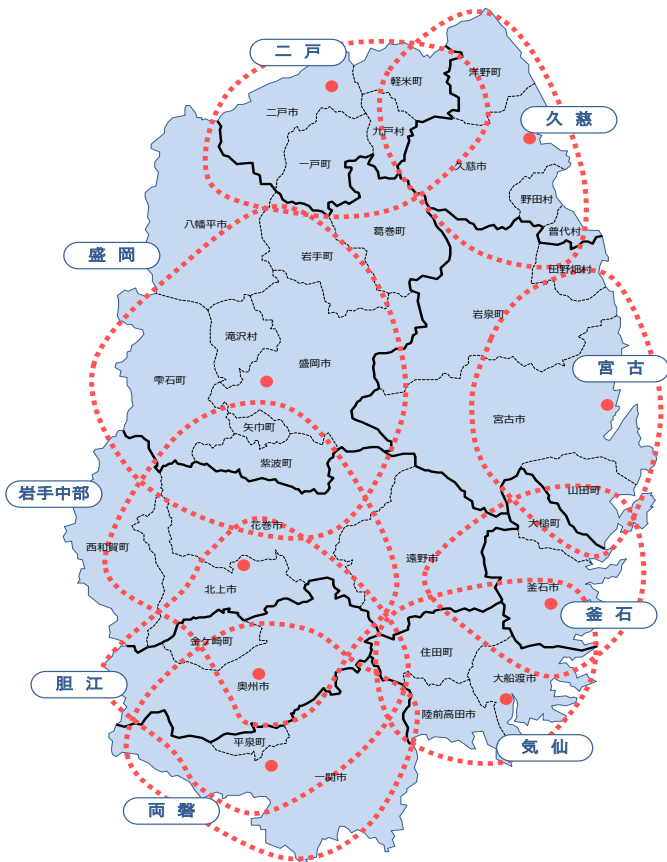 二戸
軽米町
洋野町
二戸市
久慈
九戸村
一戸町
久慈市
野田村
八幡平市
葛巻町
普代村
盛岡
岩手町
田野畑村
岩泉町
滝沢村
盛岡市
宮古
雫石町
宮古市
矢巾町
紫波町
岩手中部
山田町
大槌町
花巻市
西和賀町
遠野市
北上市
釜石市
釜石
金ケ崎町
住田町
胆江
奥州市
大船渡市
陸前高田市
平泉町
気仙
一関市
両磐